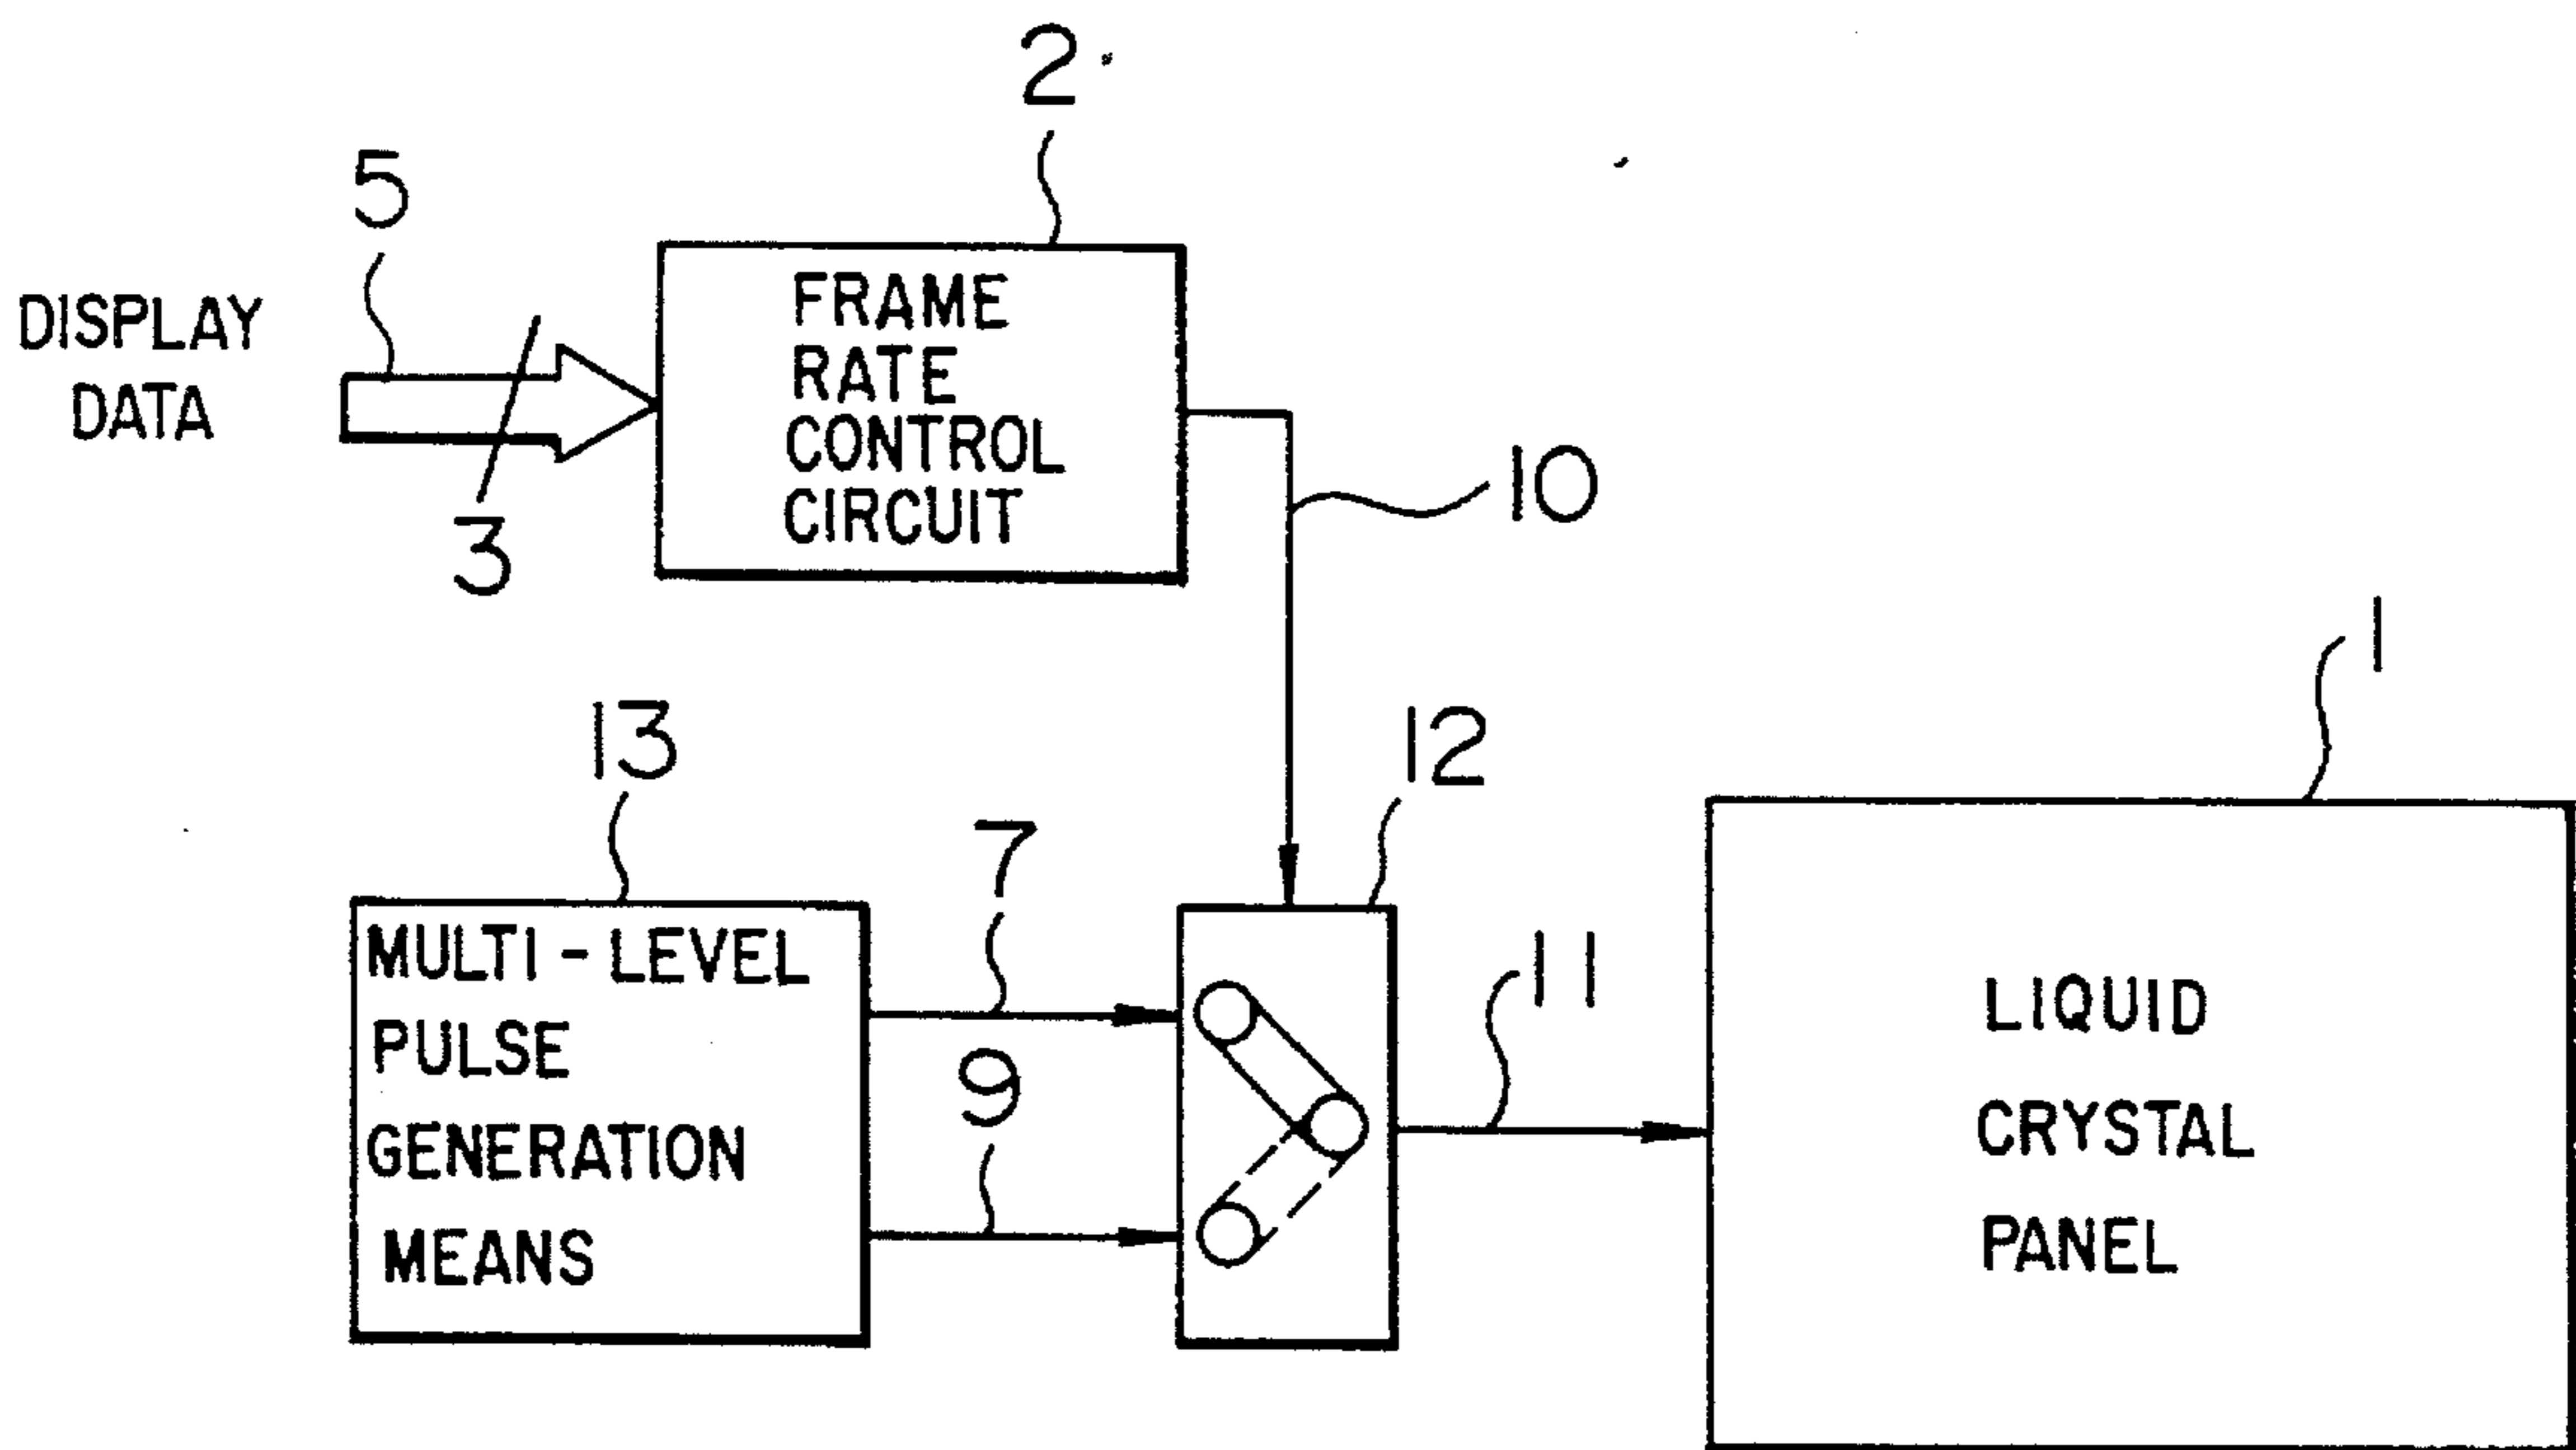 2
5
DISPLAY
DATA
3
FRAME
RATE
CONTROL
CIRCUIT
10
1
13
12
7
9
11
MULTI - LEVEL
PULSE
GENERATION
MEANS
LIQUID
CRYSTAL
PANEL